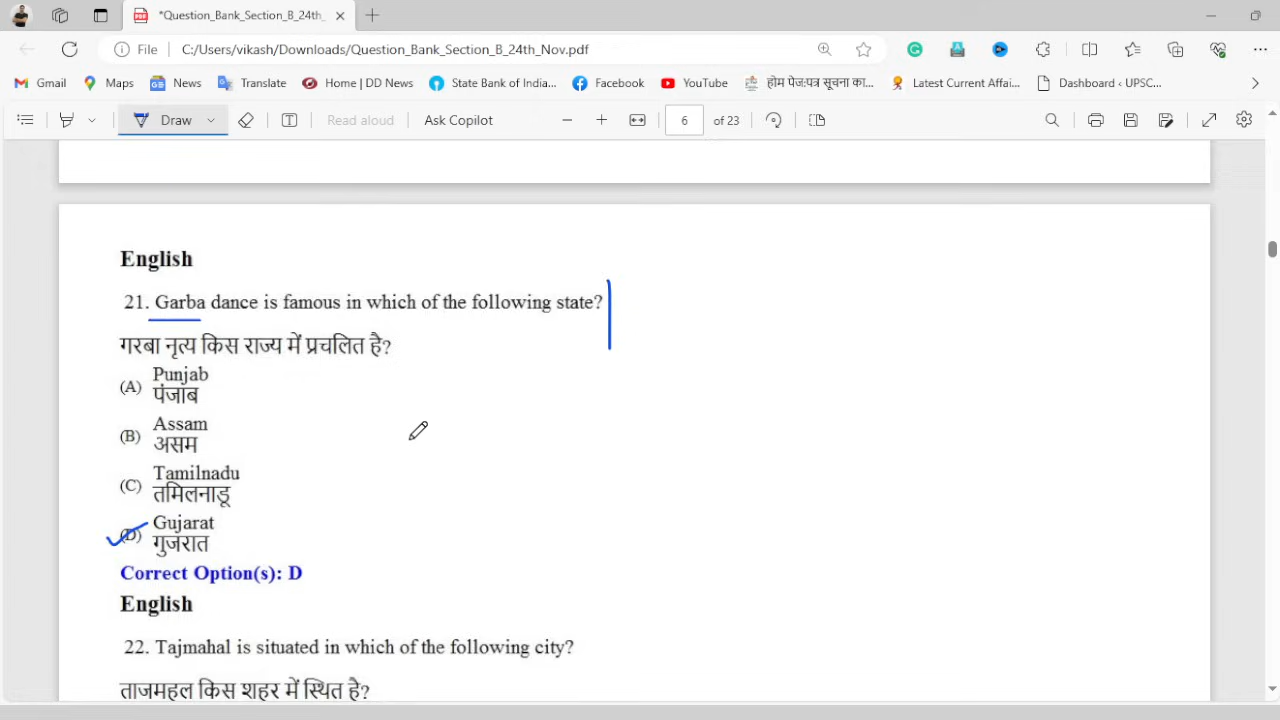 *Question_Bank_Section_B_24th_
File C:/Users/vikash/Downloads/Question_Bank_Section_B_24th_Nov.pdf
Gmail Maps News Translate Home | DD News State Bank of India... Facebook YouTube होम पेज:पत्र सूचना का... Latest Current Affai... Dashboard ‹ UPSC...
Draw Read aloud Ask Copilot 6 of 23
English
21. Garba dance is famous in which of the following state?
गरबा नृत्य किस राज्य में प्रचलित है?
(A) Punjab
पंजाब
(B) Assam
असम
(C) Tamilnadu
तमिलनाडू
(D) Gujarat
गुजरात
Correct Option(s): D
English
22. Tajmahal is situated in which of the following city?
ताजमहल किस शहर में स्थित है?